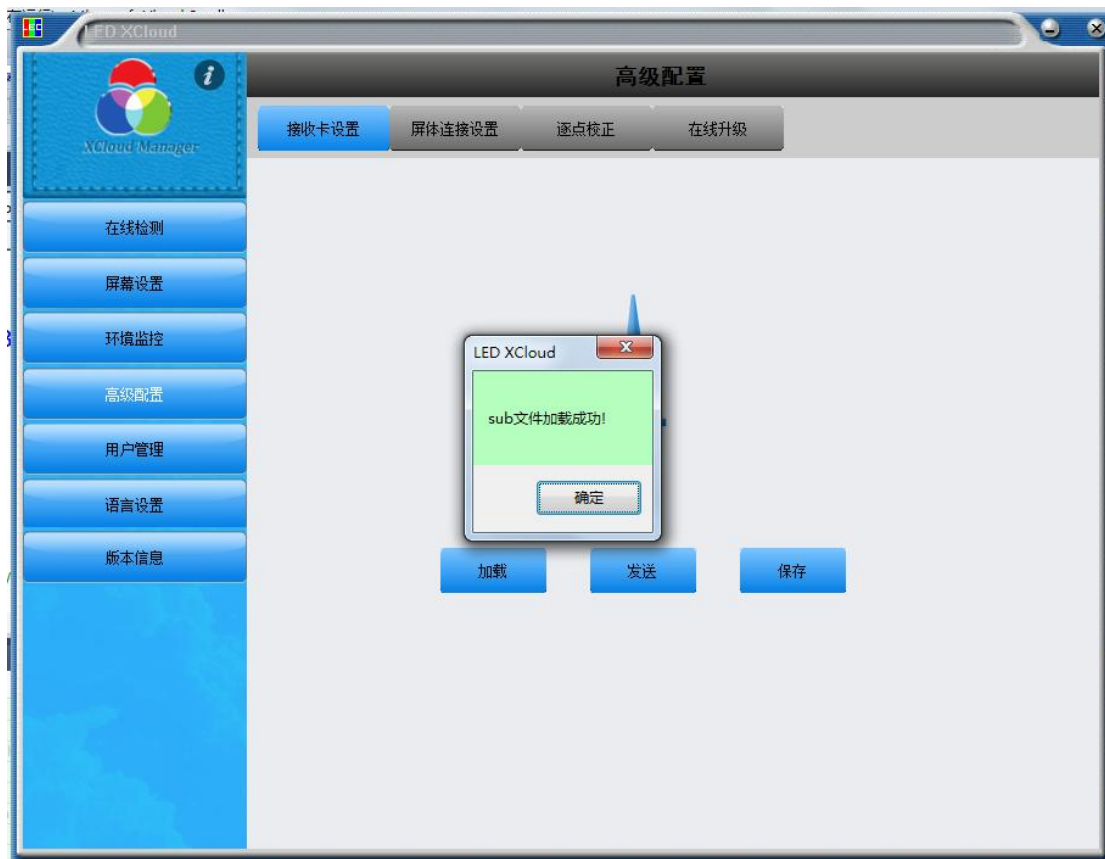 LED XCloud
高级配置
XCloud Manager
接收卡设置
屏体连接设置
逐点校正
在线升级
在线检测
屏幕设置
环境监控
高级配置
用户管理
语言设置
版本信息
LED XCloud
sub文件加载成功!
确定
加载
发送
保存